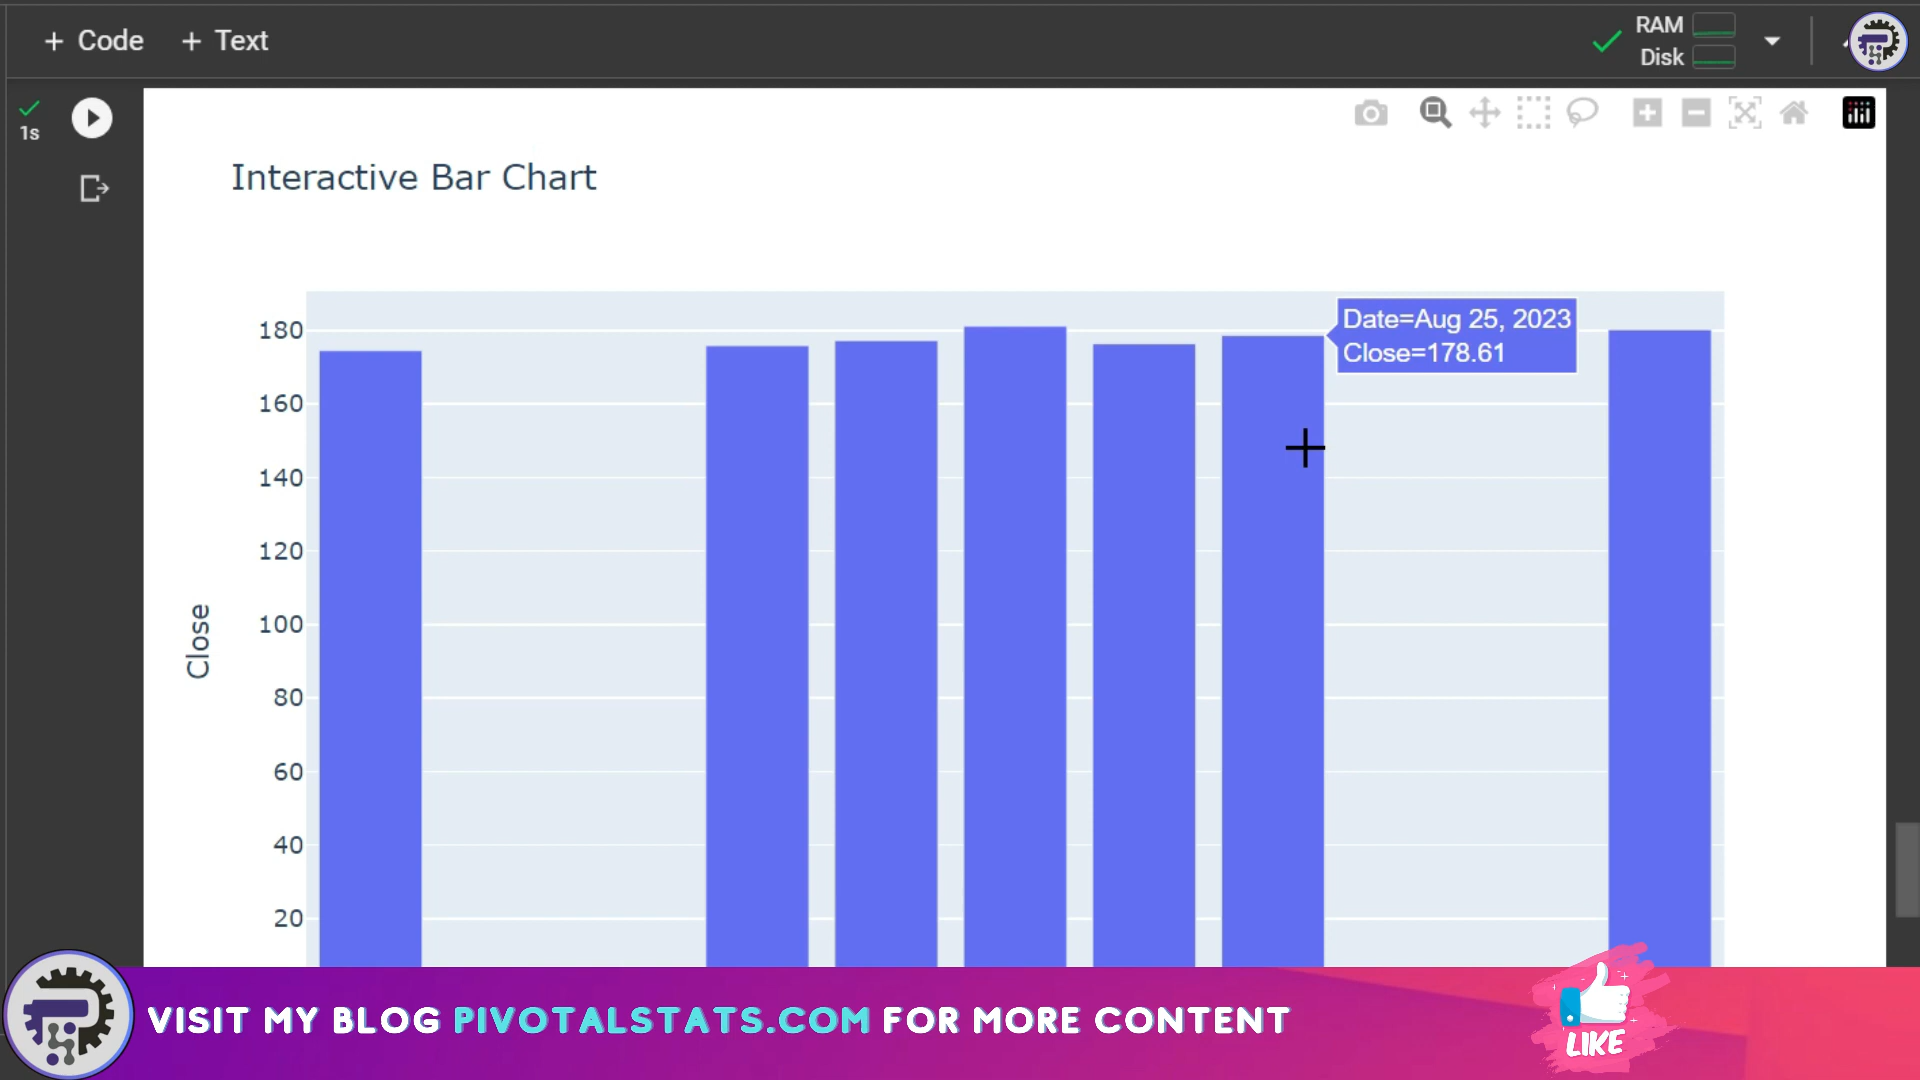 + Code + Text
RAM
Disk
1s
Interactive Bar Chart
Date=Aug 25, 2023
Close=178.61
180
160
140
120
100
80
60
40
20
Close
VISIT MY BLOG PIVOTALSTATS.COM FOR MORE CONTENT
LIKE